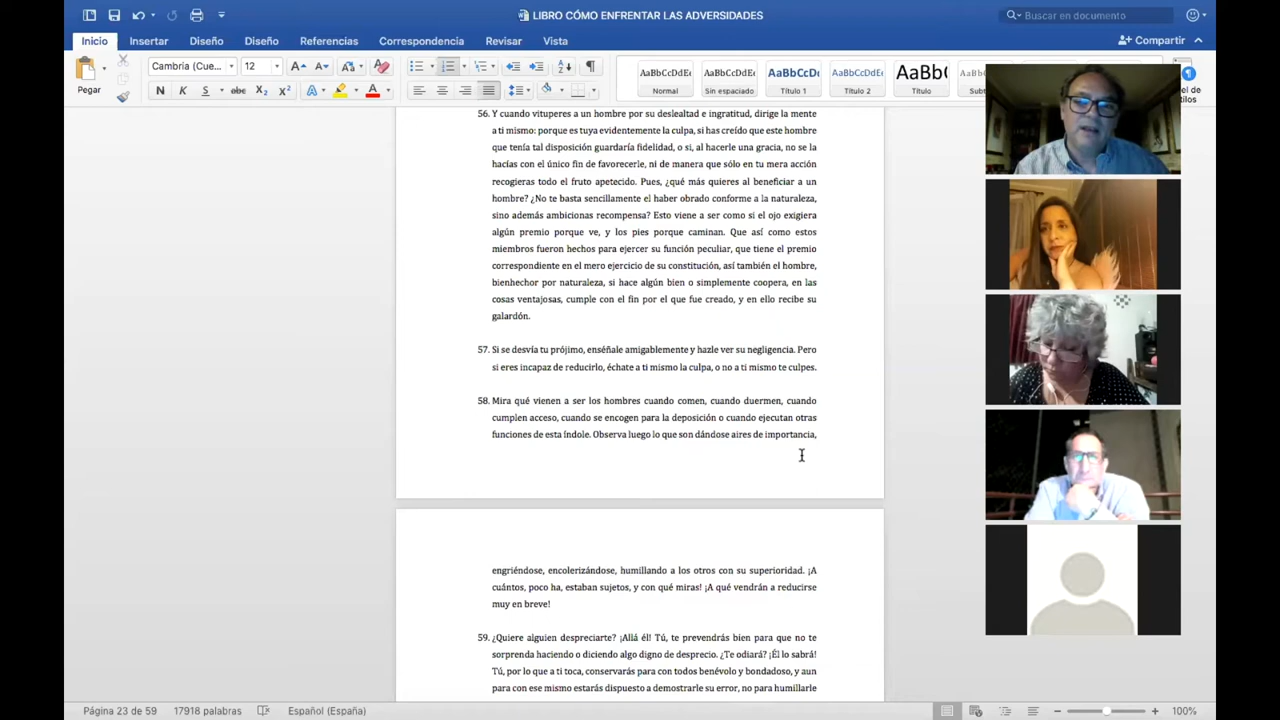 LIBRO CÓMO ENFRENTAR LAS ADVERSIDADES
Buscar en documento
Inicio
Insertar
Diseño
Diseño
Referencias
Correspondencia
Revisar
Vista
Compartir
Pegar
Cambria (Cue...
12
AaBbCcDdEe
Normal
AaBbCcDdEe
Sin espaciado
AaBbCcDc
Título 1
AaBbCcDdEe
Título 2
AaBbCc
Título
AaBbCcDdEe
56. Y cuando vituperes a un hombre por su deslealtad e ingratitud, dirige la mente
a ti mismo: porque es tuya evidentemente la culpa, si has creído que este hombre
que tenía tal disposición guardaría fidelidad, o si, al hacerle una gracia, no se la
hacías con el único fin de favorecerle, ni de manera que sólo en tu mera acción
recogieras todo el fruto apetecido. Pues, ¿qué más quieres al beneficiar a un
hombre? ¿No te basta sencillamente el haber obrado conforme a la naturaleza,
sino además ambicionas recompensa? Esto viene a ser como si el ojo exigiera
algún premio porque ve, y los pies porque caminan. Que así como estos
miembros fueron hechos para ejercer su función peculiar, que tiene el premio
correspondiente en el mero ejercicio de su constitución, así también el hombre,
bienhechor por naturaleza, si hace algún bien o simplemente coopera, en las
cosas ventajosas, cumple con el fin por el que fue creado, y en ello recibe su
galardón.
57. Si se desvía tu prójimo, enséñale amigablemente y hazle ver su negligencia. Pero
si eres incapaz de reducirlo, échate a ti mismo la culpa, o no a ti mismo te culpes.
58. Mira qué vienen a ser los hombres cuando comen, cuando duermen, cuando
cumplen acceso, cuando se encogen para la deposición o cuando ejecutan otras
funciones de esta índole. Observa luego lo que son dándose aires de importancia,
engriéndose, encolerizándose, humillando a los otros con su superioridad. ¡A
cuántos, poco ha, estaban sujetos, y con qué miras! ¡A qué vendrán a reducirse
muy en breve!
59. ¿Quiere alguien despreciarte? ¡Allá él! Tú, te prevendrás bien para que no te
sorprenda haciendo o diciendo algo digno de desprecio. ¿Te odiará? ¡Él lo sabrá!
Tú, por lo que a ti toca, conservarás para con todos benévolo y bondadoso, y aun
para con ese mismo estarás dispuesto a demostrarle su error, no para humillarle
Página 23 de 59
17918 palabras
Español (España)
100%